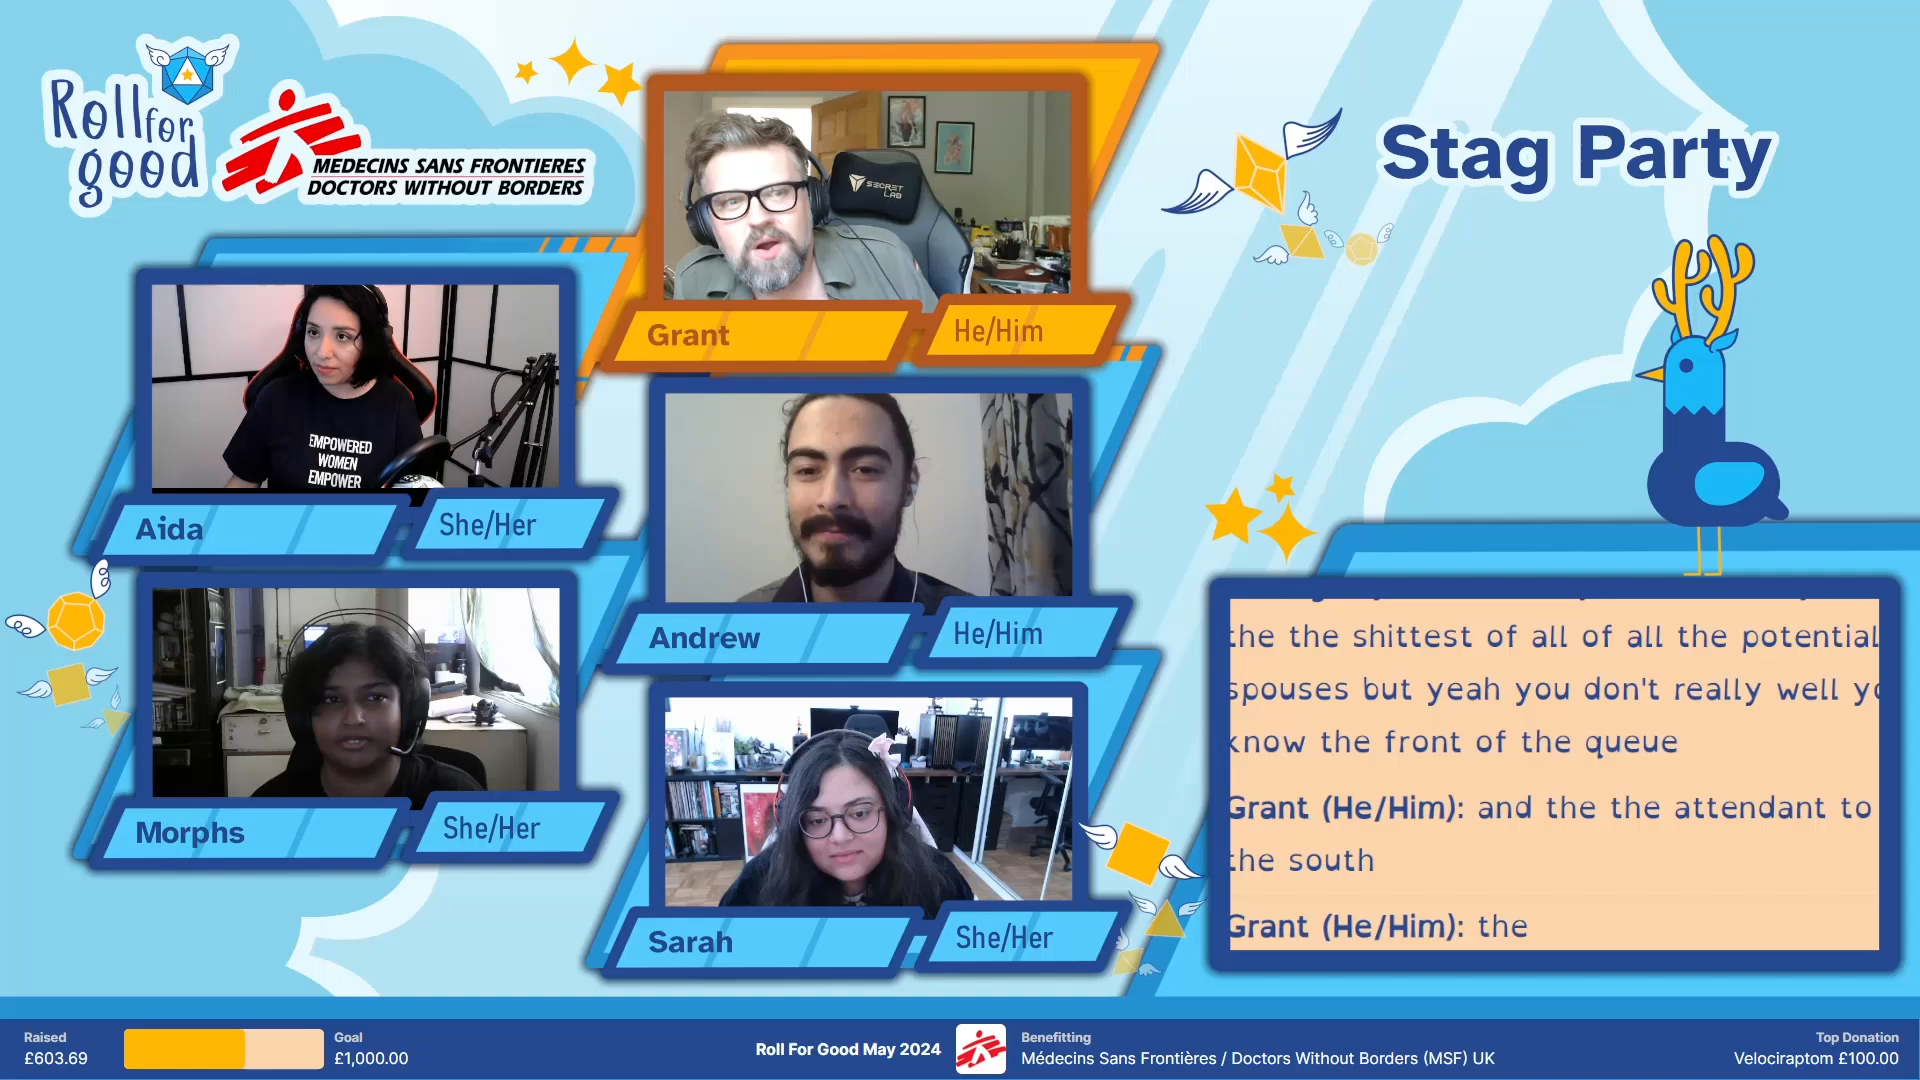 Roll for good
MEDECINS SANS FRONTIERES
DOCTORS WITHOUT BORDERS
Stag Party
SECRET LAB
Grant
He/Him
EMPOWERED
WOMEN
EMPOWER
Aida
She/Her
Andrew
He/Him
Morphs
She/Her
Sarah
She/Her
the the shittest of all of all the potential
spouses but yeah you don't really well yo
know the front of the queue
Grant (He/Him): and the the attendant to
the south
Grant (He/Him): the
Raised
£603.69
Goal
£1,000.00
Roll For Good May 2024
Benefitting
Médecins Sans Frontières / Doctors Without Borders (MSF) UK
Top Donation
Velociraptom £100.00